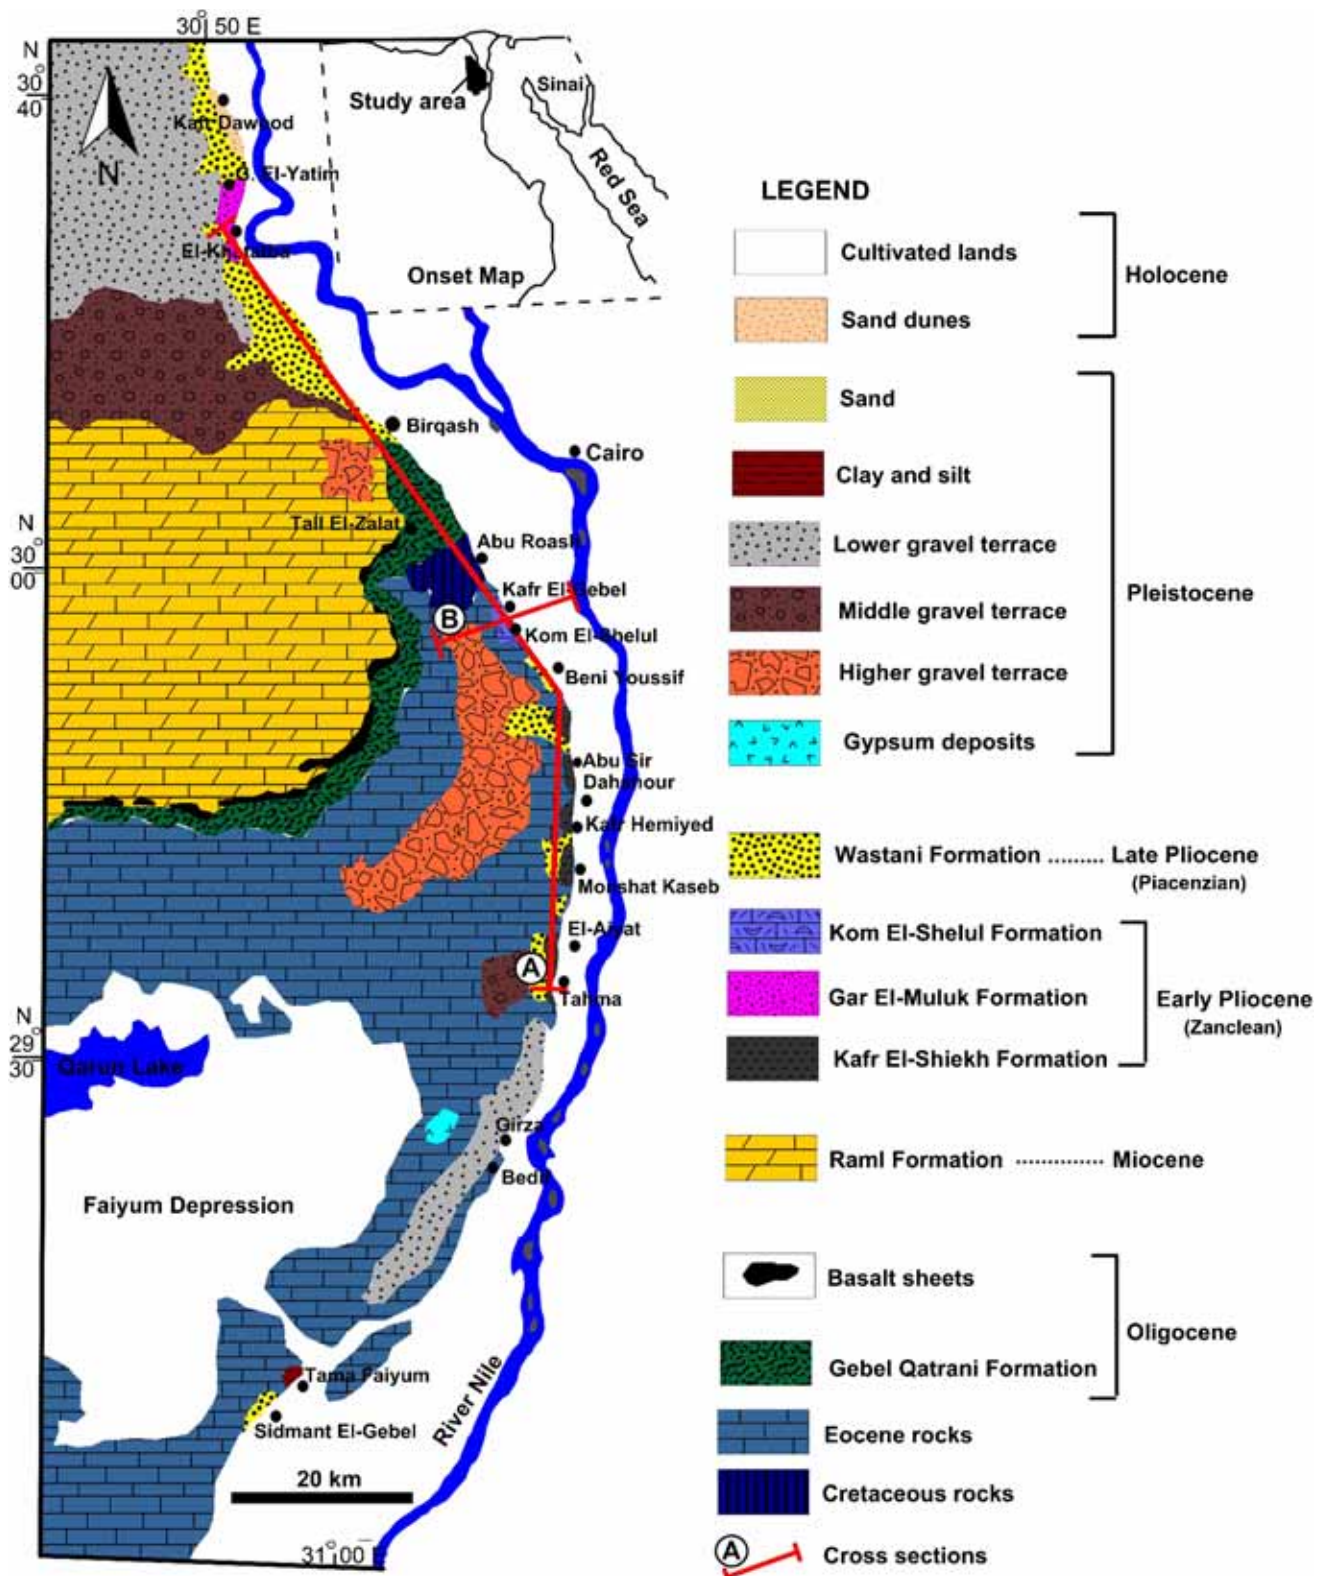 30° 50 E
N
30°
40
Kafr Dawood
N
G. El-Yatim
El-Khatatba
Study area
Sinai
Red Sea
Onset Map
Birqash
Cairo
N
30°
00
Tall El-Zalat
Abu Roash
Kafr El-Gebel
B
Kom El-Shelul
Beni Youssif
Abu Sir
Dahshour
Kafr Hemiyed
Monshat Kaseb
El-Aiyat
A
Tahma
N
29°
30
Qarun Lake
Girza
Bedif
Faiyum Depression
Tama Faiyum
Sidmant El-Gebel
River Nile
20 km
31°00 E
LEGEND
Cultivated lands
Sand dunes
Holocene
Sand
Clay and silt
Lower gravel terrace
Middle gravel terrace
Higher gravel terrace
Gypsum deposits
Pleistocene
Wastani Formation ......... Late Pliocene
(Piacenzian)
Kom El-Shelul Formation
Gar El-Muluk Formation
Kafr El-Shiekh Formation
Early Pliocene
(Zanclean)
Raml Formation .............. Miocene
Basalt sheets
Gebel Qatrani Formation
Oligocene
Eocene rocks
Cretaceous rocks
A
Cross sections